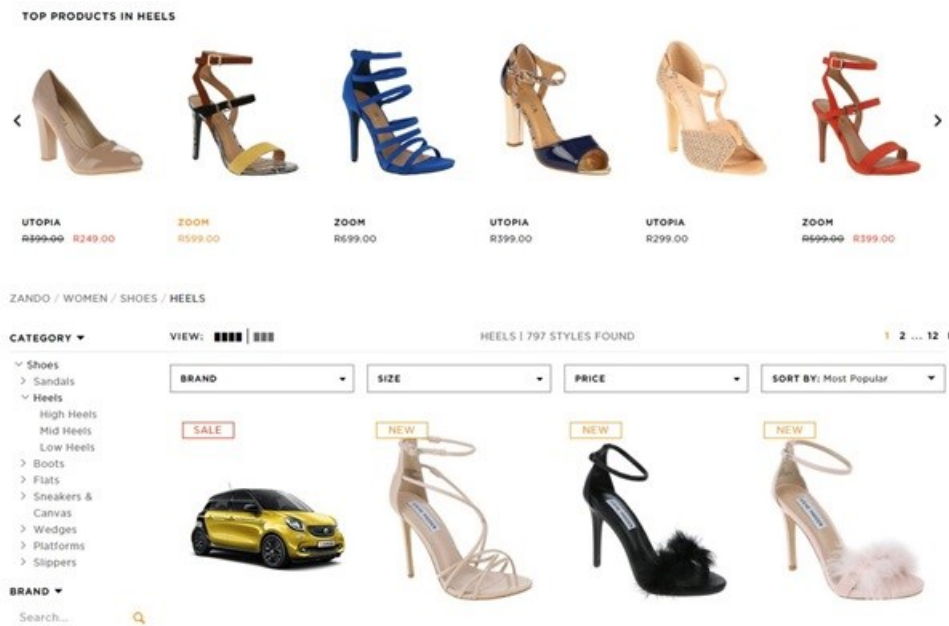 TOP PRODUCTS IN HEELS
UTOPIA
R399.00 R249.00
ZOOM
R599.00
ZOOM
R699.00
UTOPIA
R399.00
UTOPIA
R299.00
ZOOM
R599.00 R399.00
ZANDO / WOMEN / SHOES / HEELS
CATEGORY
Shoes
Sandals
Heels
High Heels
Mid Heels
Low Heels
Boots
Flats
Sneakers &
Canvas
Wedges
Platforms
Slippers
BRAND
Search...
VIEW:
HEELS | 797 STYLES FOUND
1 2 ... 12
BRAND
SIZE
PRICE
SORT BY: Most Popular
SALE
NEW
NEW
NEW